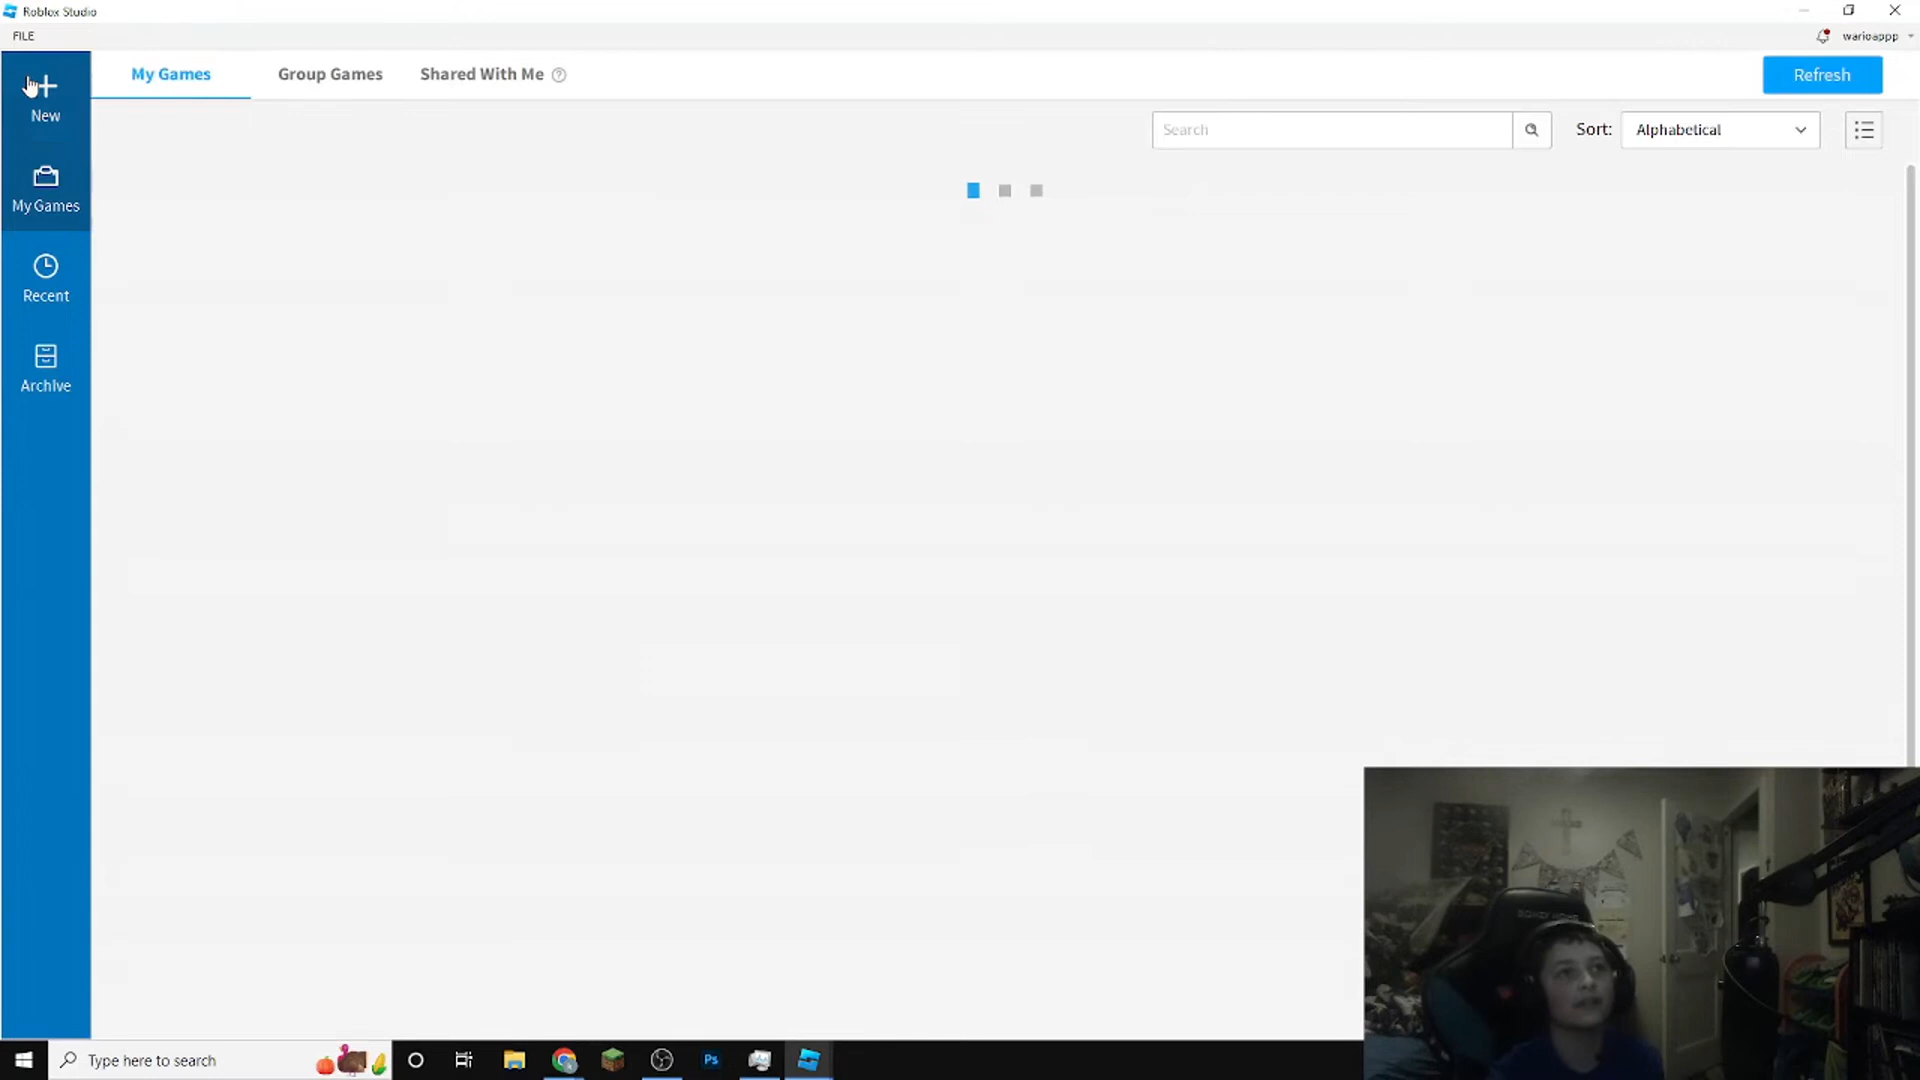 Roblox Studio
FILE
warioappp
New
My Games
Group Games
Shared With Me
Refresh
Search
Sort:
Alphabetical
My Games
Recent
Archive
Type here to search
Ps